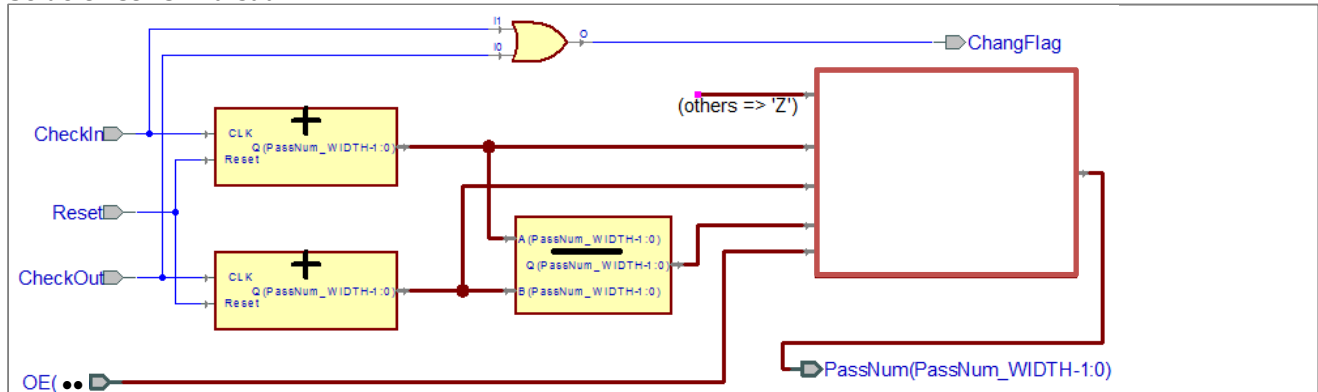 I1
I0
O
ChangFlag
(others => 'Z')
CheckIn
CLK
Q(PassNum_WIDTH-1:0)
Reset
+
Reset
CheckOut
CLK
Q(PassNum_WIDTH-1:0)
Reset
+
A(PassNum_WIDTH-1:0)
Q(PassNum_WIDTH-1:0)
B(PassNum_WIDTH-1:0)
OE(
PassNum(PassNum_WIDTH-1:0)